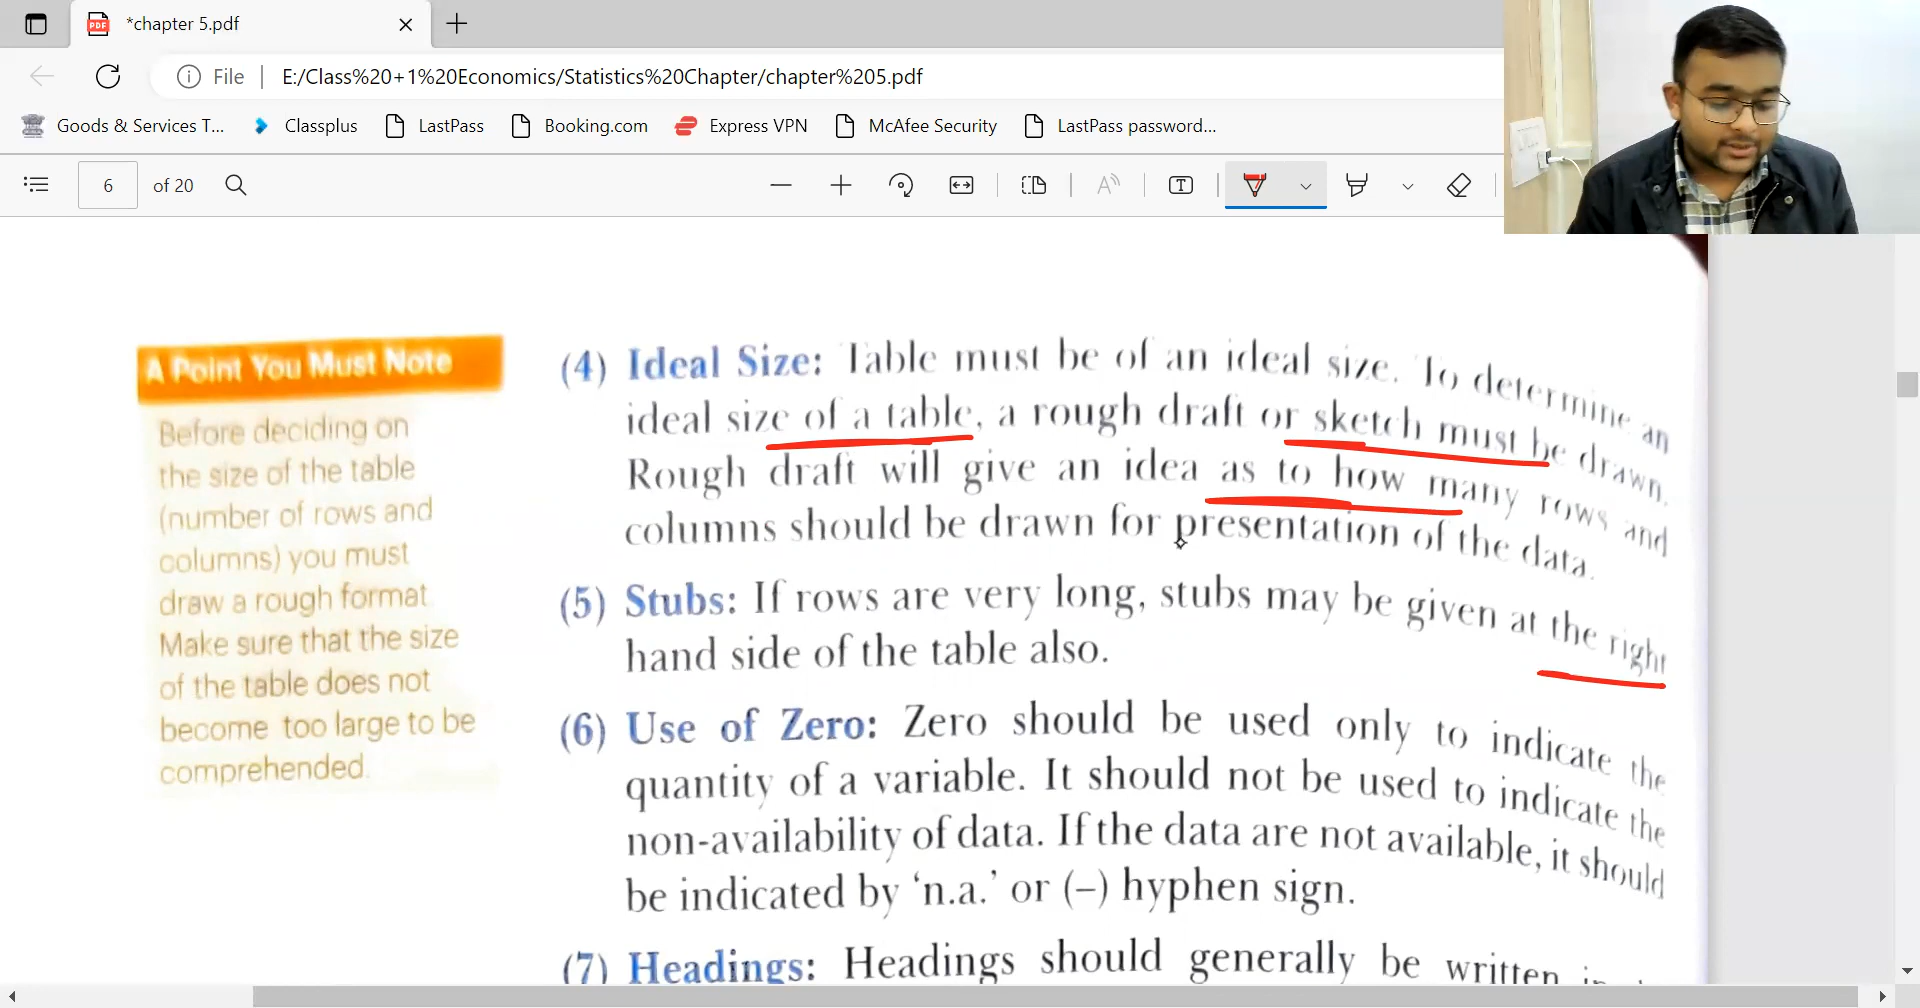 *chapter 5.pdf
File
E:/Class%20+1%20Economics/Statistics%20Chapter/chapter%205.pdf
Goods & Services T...
Classplus
LastPass
Booking.com
Express VPN
McAfee Security
LastPass password...
6
of 20
A Point You Must Note
Before deciding on
the size of the table
(number of rows and
columns) you must
draw a rough format.
Make sure that the size
of the table does not
become too large to be
comprehended.
(4) Ideal Size: Table must be of an ideal size. To determine an
ideal size of a table, a rough draft or sketch must be drawn.
Rough draft will give an idea as to how many rows and
columns should be drawn for presentation of the data.
(5) Stubs: If rows are very long, stubs may be given at the right
hand side of the table also.
(6) Use of Zero: Zero should be used only to indicate the
quantity of a variable. It should not be used to indicate the
non-availability of data. If the data are not available, it should
be indicated by ‘n.a.’ or (–) hyphen sign.
(7) Headings: Headings should generally be written